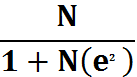 N
1 + N(e²)